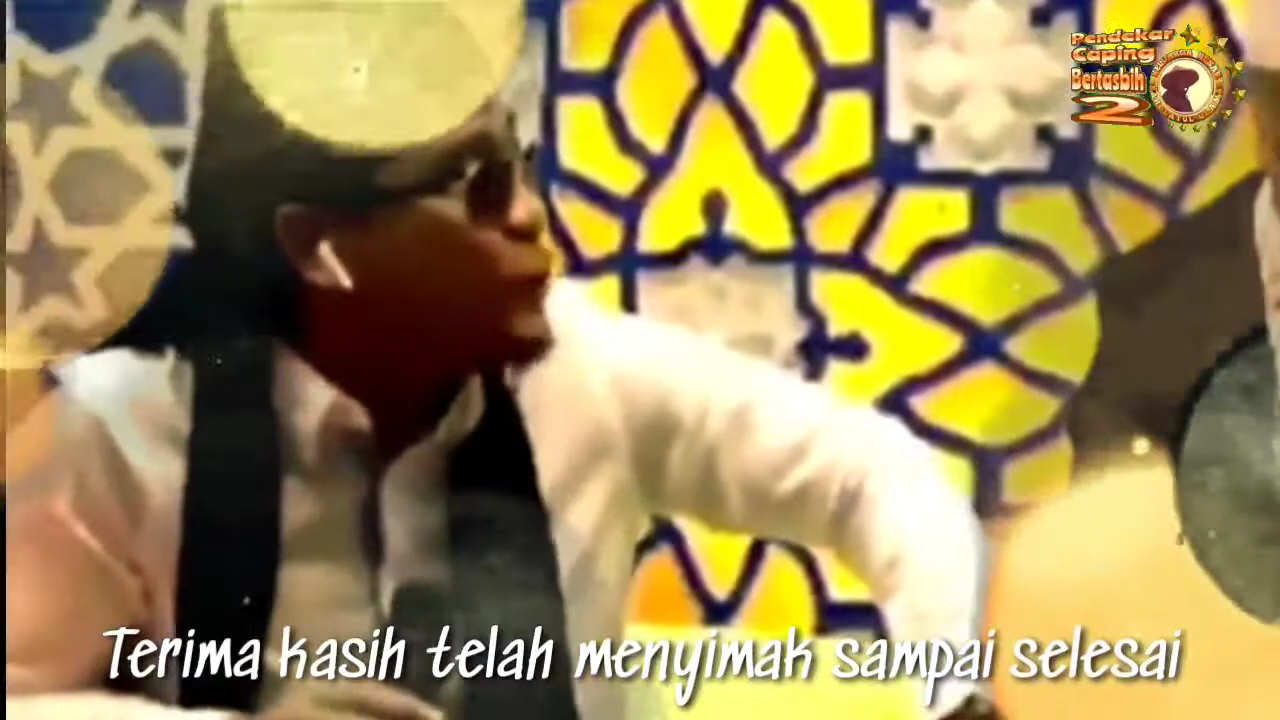 Pendekar
Caping
Bertasbih
2
Terima kasih telah menyimak sampai selesai